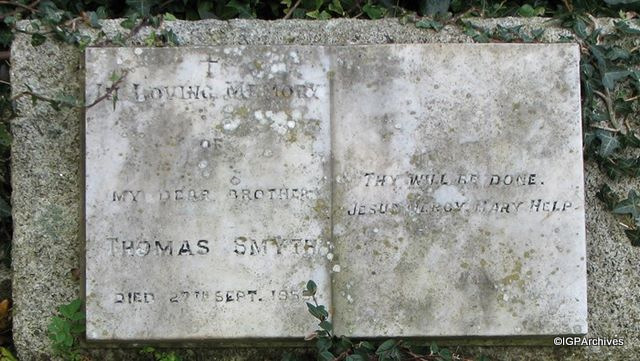 In Loving Memory
OF
MY DEAR BROTHER
THOMAS SMYTH
DIED 27TH SEPT.
THY WILL BE DONE.
JESUS MERCY. MARY HELP.
©IGPArchives